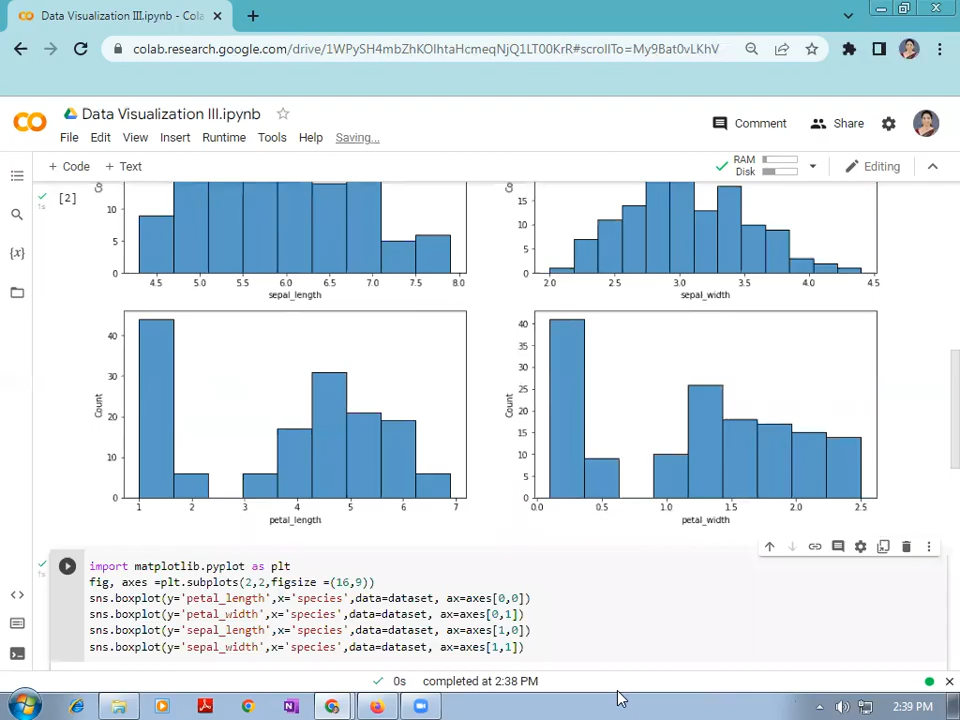 Data Visualization III.ipynb - Cola
colab.research.google.com/drive/1WPySH4mbZhKOlhtaHcmeqNjQ1LT00KrR#scrollTo=My9Bat0vLKhV
Data Visualization III.ipynb
File Edit View Insert Runtime Tools Help Saving...
Comment Share
+ Code + Text
RAM
Disk
Editing
[2]
1s
10
5
0
4.5 5.0 5.5 6.0 6.5 7.0 7.5 8.0
sepal_length
15
10
5
0
2.0 2.5 3.0 3.5 4.0 4.5
sepal_width
40
30
20
10
0
Count
1 2 3 4 5 6 7
petal_length
40
35
30
25
20
15
10
5
0
Count
0.0 0.5 1.0 1.5 2.0 2.5
petal_width
1s
import matplotlib.pyplot as plt
fig, axes =plt.subplots(2,2,figsize =(16,9))
sns.boxplot(y='petal_length',x='species',data=dataset, ax=axes[0,0])
sns.boxplot(y='petal_width',x='species',data=dataset, ax=axes[0,1])
sns.boxplot(y='sepal_length',x='species',data=dataset, ax=axes[1,0])
sns.boxplot(y='sepal_width',x='species',data=dataset, ax=axes[1,1])
0s completed at 2:38 PM
2:39 PM